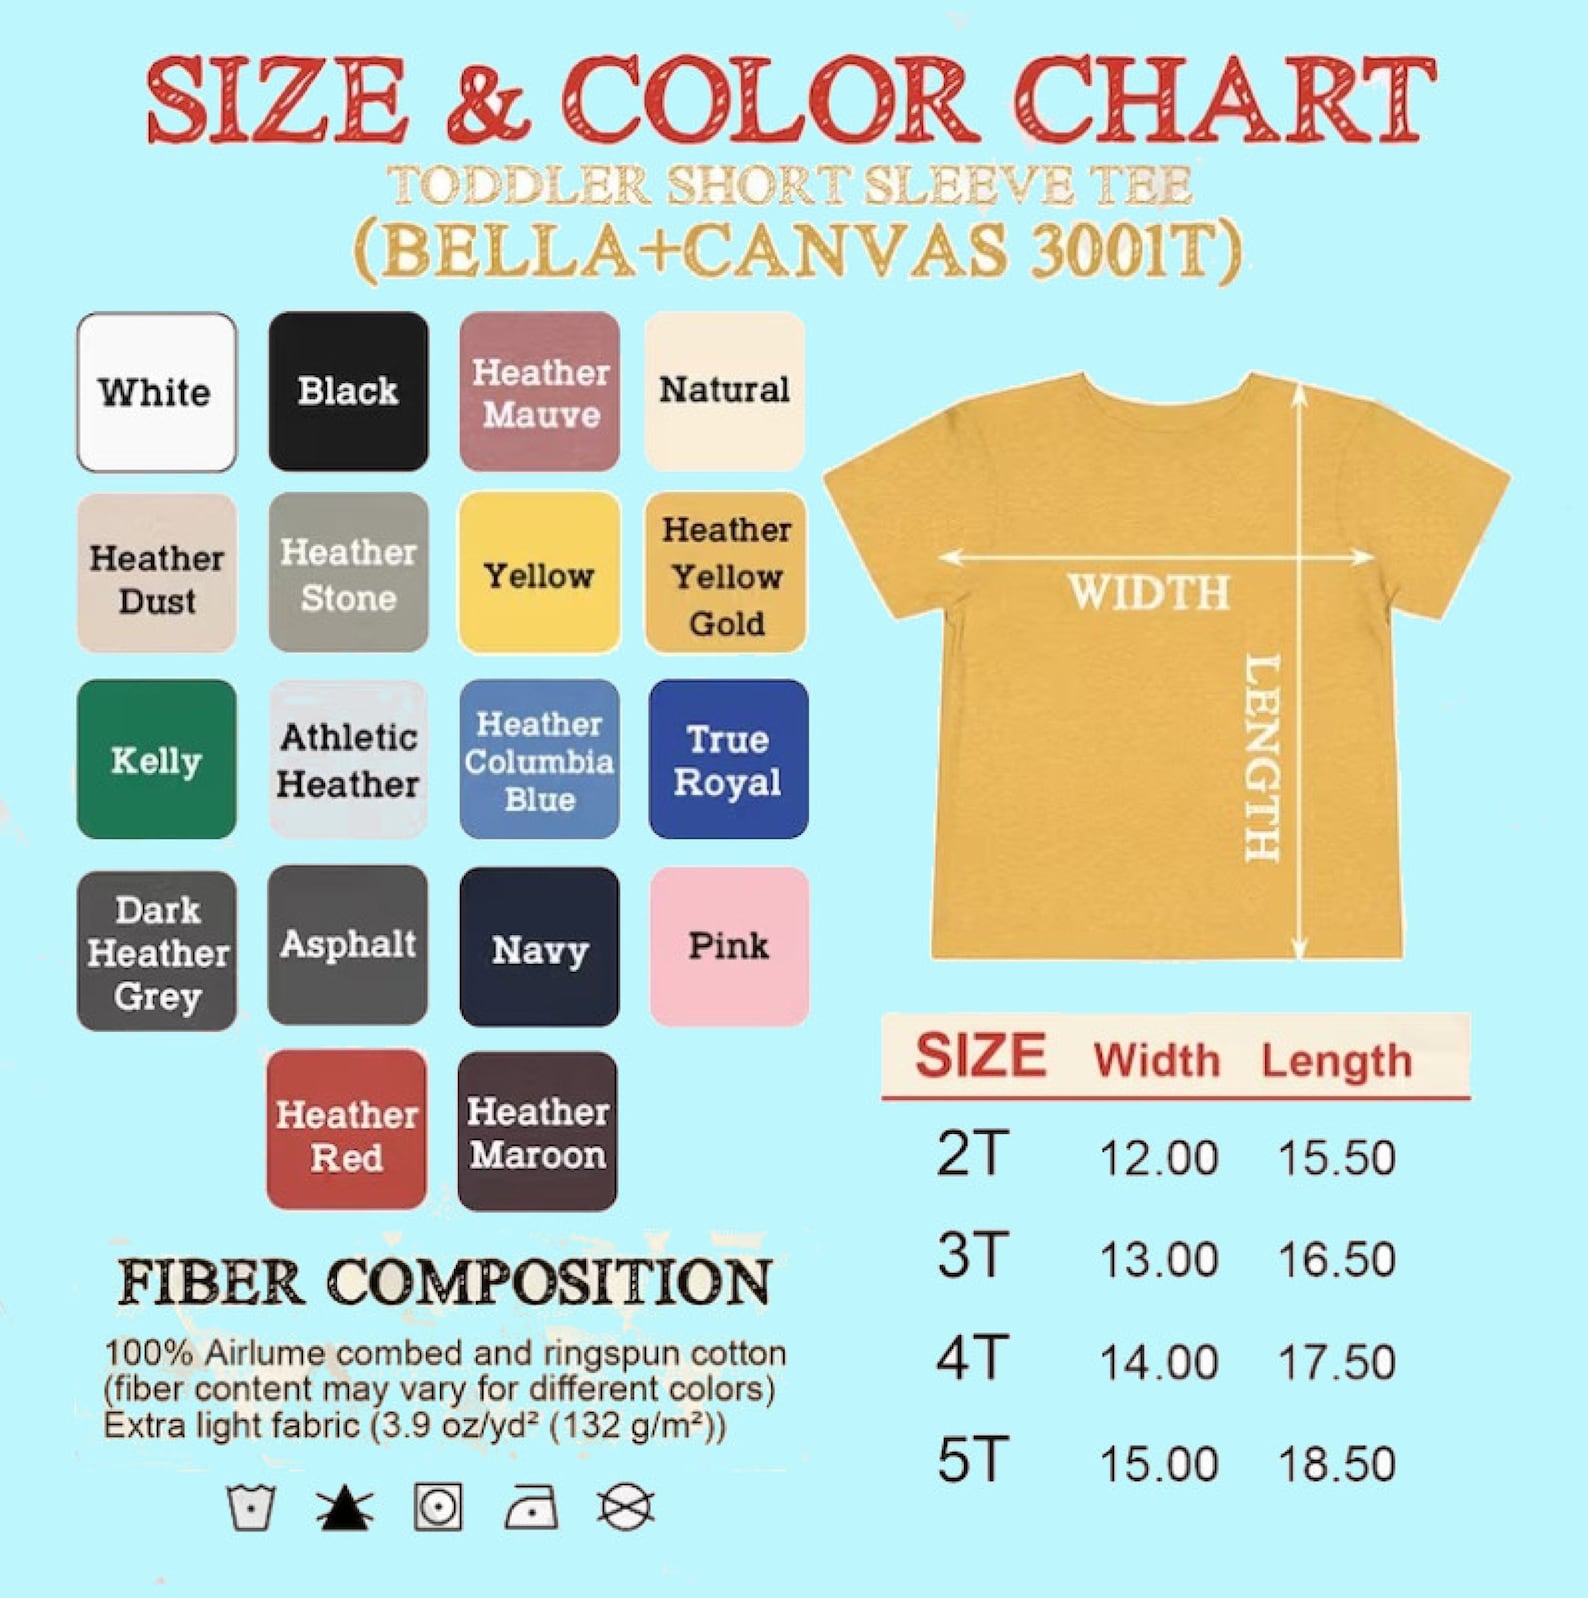 SIZE & COLOR CHART
TODDLER SHORT SLEEVE TEE
(BELLA+CANVAS 3001T)
White
Black
Heather
Mauve
Natural
Heather
Dust
Heather
Stone
Yellow
Heather
Yellow
Gold
Kelly
Athletic
Heather
Heather
Columbia
Blue
True
Royal
Dark
Heather
Grey
Asphalt
Navy
Pink
Heather
Red
Heather
Maroon
WIDTH
LENGTH
SIZE Width Length
2T 12.00 15.50
3T 13.00 16.50
4T 14.00 17.50
5T 15.00 18.50
FIBER COMPOSITION
100% Airlume combed and ringspun cotton
(fiber content may vary for different colors)
Extra light fabric (3.9 oz/yd² (132 g/m²))